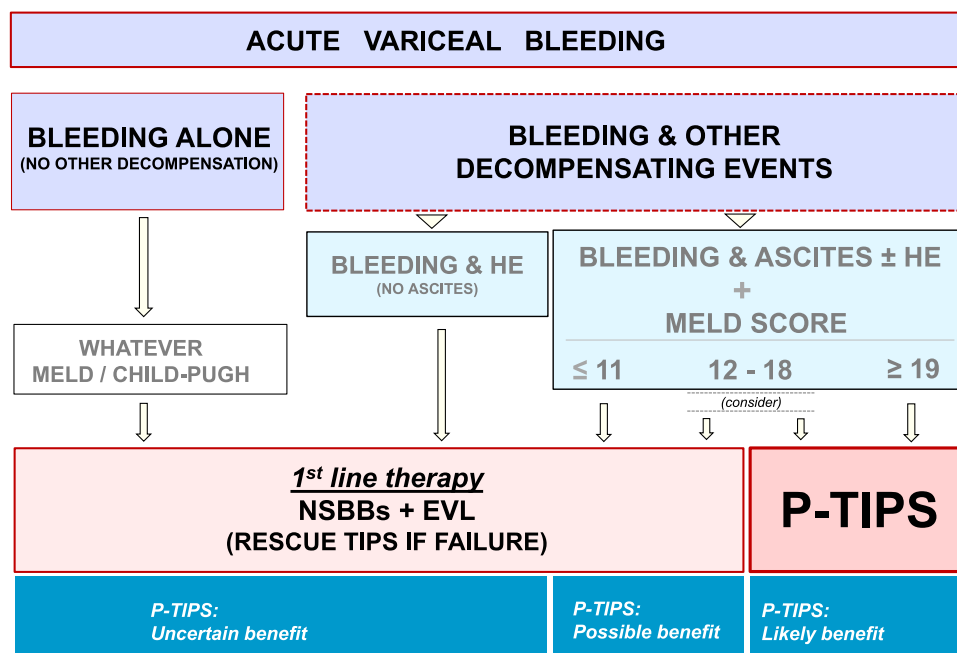 ACUTE VARICEAL BLEEDING
BLEEDING ALONE
(NO OTHER DECOMPENSATION)
BLEEDING & OTHER
DECOMPENSATING EVENTS
BLEEDING & HE
(NO ASCITES)
BLEEDING & ASCITES ± HE
+
MELD SCORE
≤ 11 12 - 18 ≥ 19
(consider)
WHATEVER
MELD / CHILD-PUGH
1st line therapy
NSBBs + EVL
(RESCUE TIPS IF FAILURE)
P-TIPS
P-TIPS:
Uncertain benefit
P-TIPS:
Possible benefit
P-TIPS:
Likely benefit